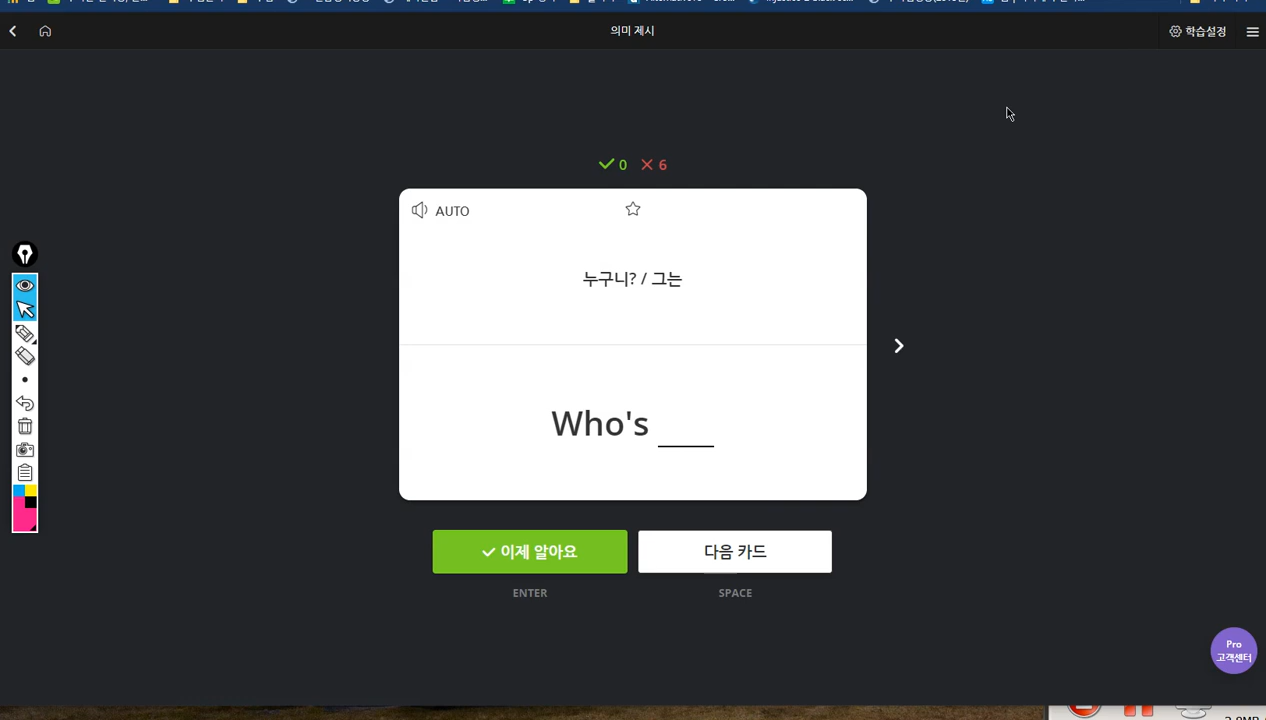 의미 제시
학습설정
0 6
AUTO
누구니? / 그는
Who's ____
이제 알아요
다음 카드
ENTER
SPACE
Pro
고객센터